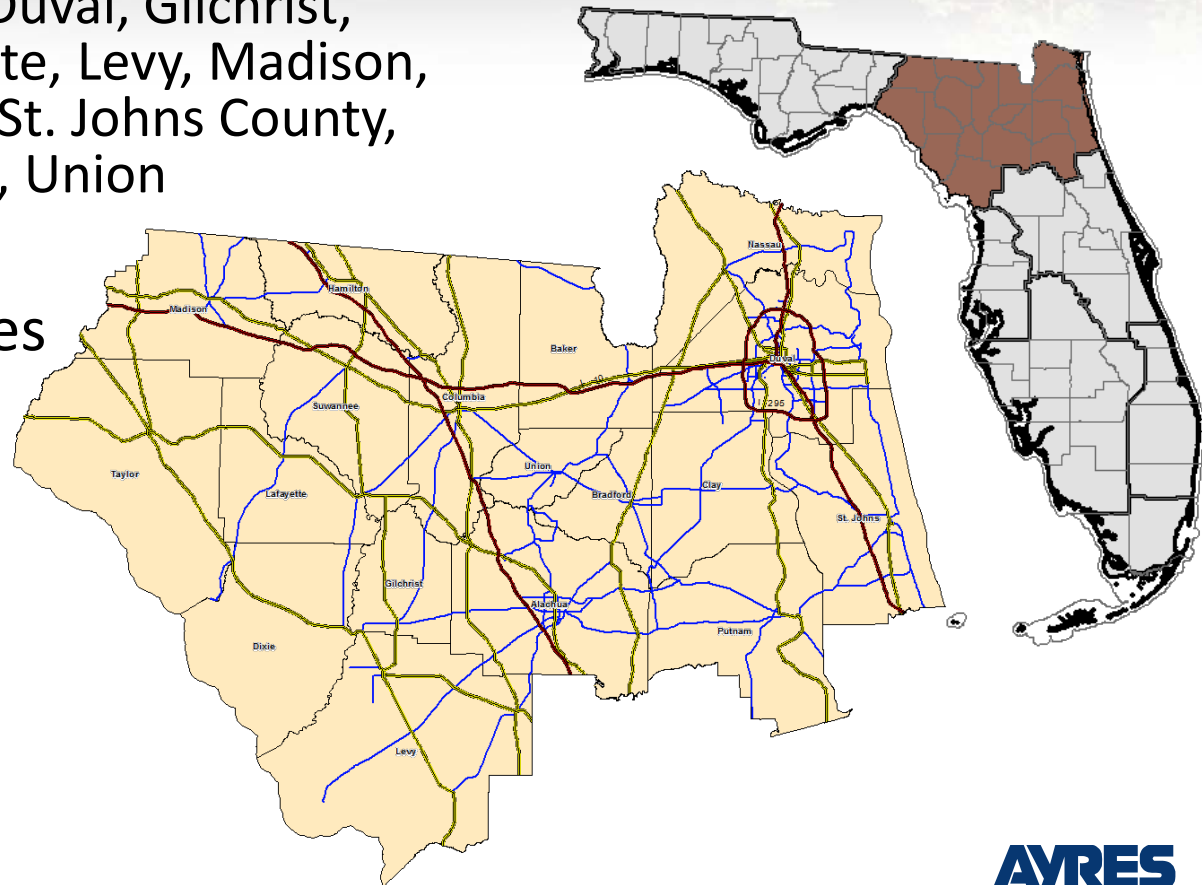 Duval, Gilchrist,
te, Levy, Madison,
St. Johns County,
, Union
es
Nassau
Hamilton
Madison
Baker
Duval
Columbia
I 295
Suwannee
Union
Taylor
Lafayette
Bradford
Clay
St. Johns
Gilchrist
Alachua
Putnam
Dixie
Levy
AYRES